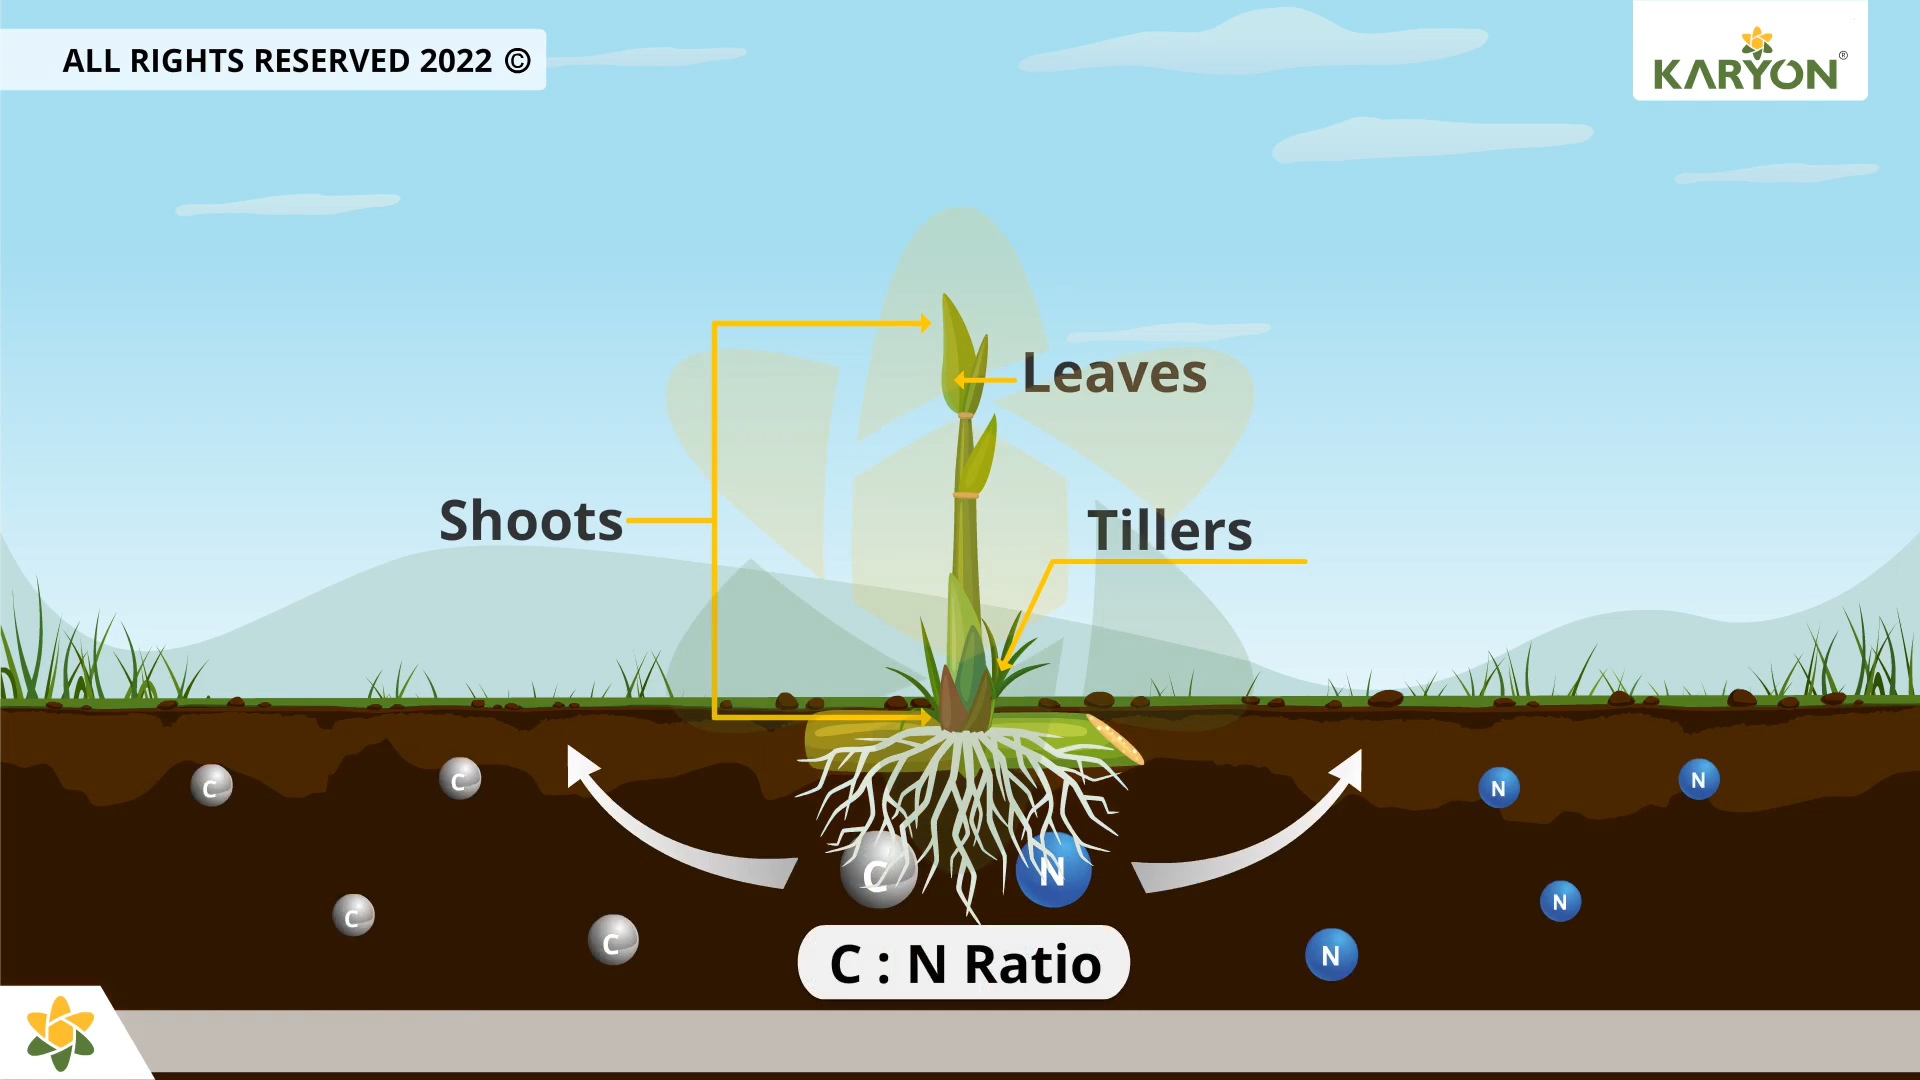 ALL RIGHTS RESERVED 2022 ©
KARYON®
Leaves
Shoots
Tillers
C
C
N
N
C
N
C
C
N
N
C : N Ratio